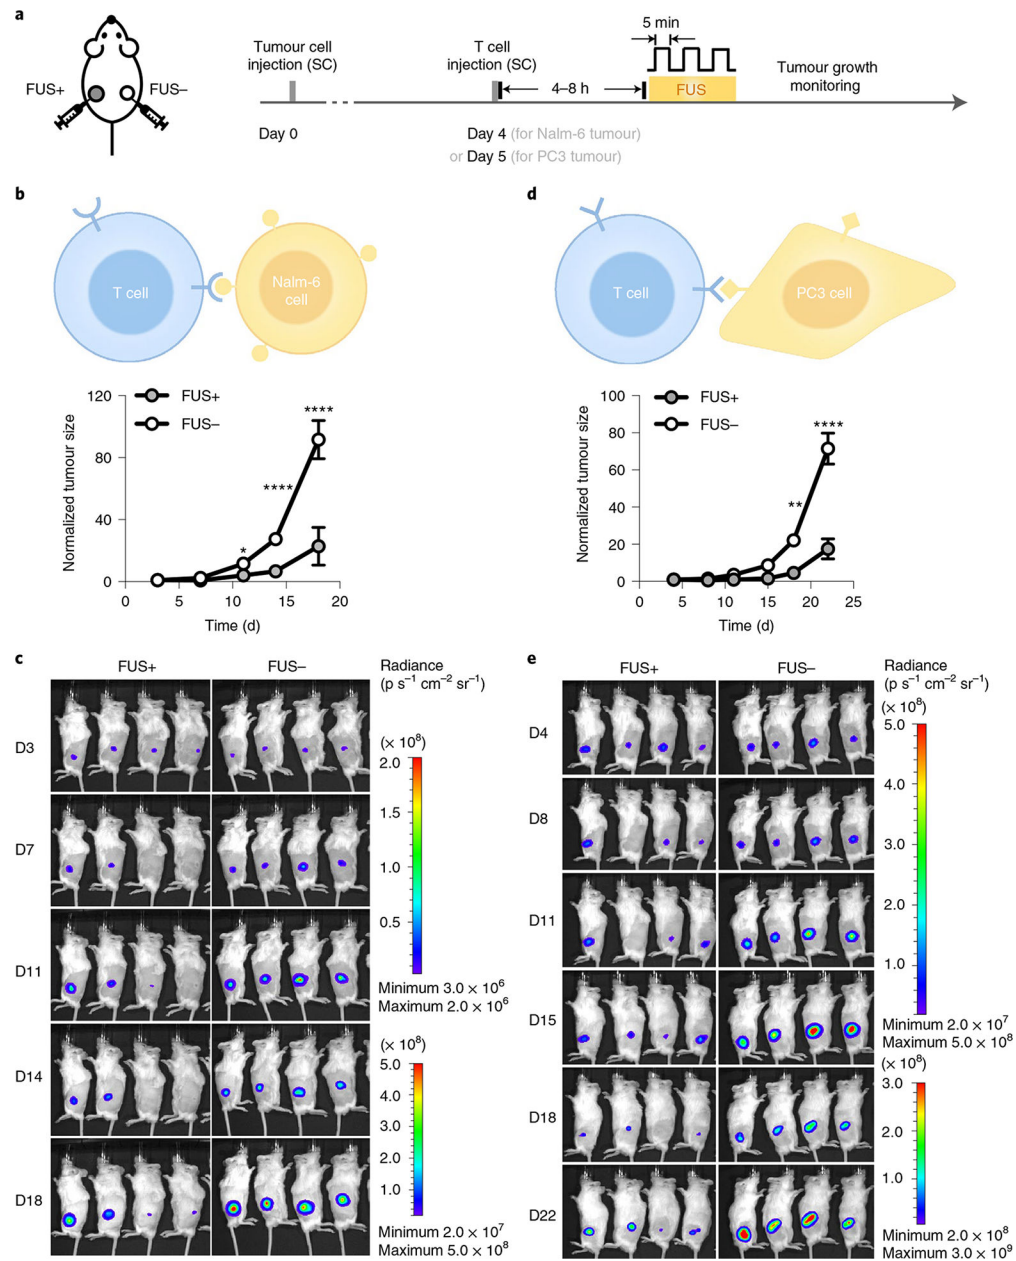 a
FUS+
FUS–
Tumour cell
injection (SC)
T cell
injection (SC)
5 min
4–8 h
FUS
Tumour growth
monitoring
Day 0
Day 4 (for Nalm-6 tumour)
or Day 5 (for PC3 tumour)
b
T cell
Nalm-6
cell
FUS+
FUS–
Normalized tumour size
120
80
40
0
*
****
****
0
5
10
15
20
Time (d)
d
T cell
PC3 cell
FUS+
FUS–
Normalized tumour size
100
80
60
40
20
0
**
****
0
5
10
15
20
25
Time (d)
c
FUS+
FUS–
Radiance
(p s⁻¹ cm⁻² sr⁻¹)
D3
D7
D11
D14
D18
(× 10⁸)
2.0
1.5
1.0
0.5
Minimum 3.0 × 10⁶
Maximum 2.0 × 10⁶
(× 10⁸)
5.0
4.0
3.0
2.0
1.0
Minimum 2.0 × 10⁷
Maximum 5.0 × 10⁸
e
FUS+
FUS–
Radiance
(p s⁻¹ cm⁻² sr⁻¹)
(× 10⁸)
D4
D8
D11
D15
D18
D22
5.0
4.0
3.0
2.0
1.0
Minimum 2.0 × 10⁷
Maximum 5.0 × 10⁸
(× 10⁸)
3.0
2.0
1.0
Minimum 2.0 × 10⁸
Maximum 3.0 × 10⁹